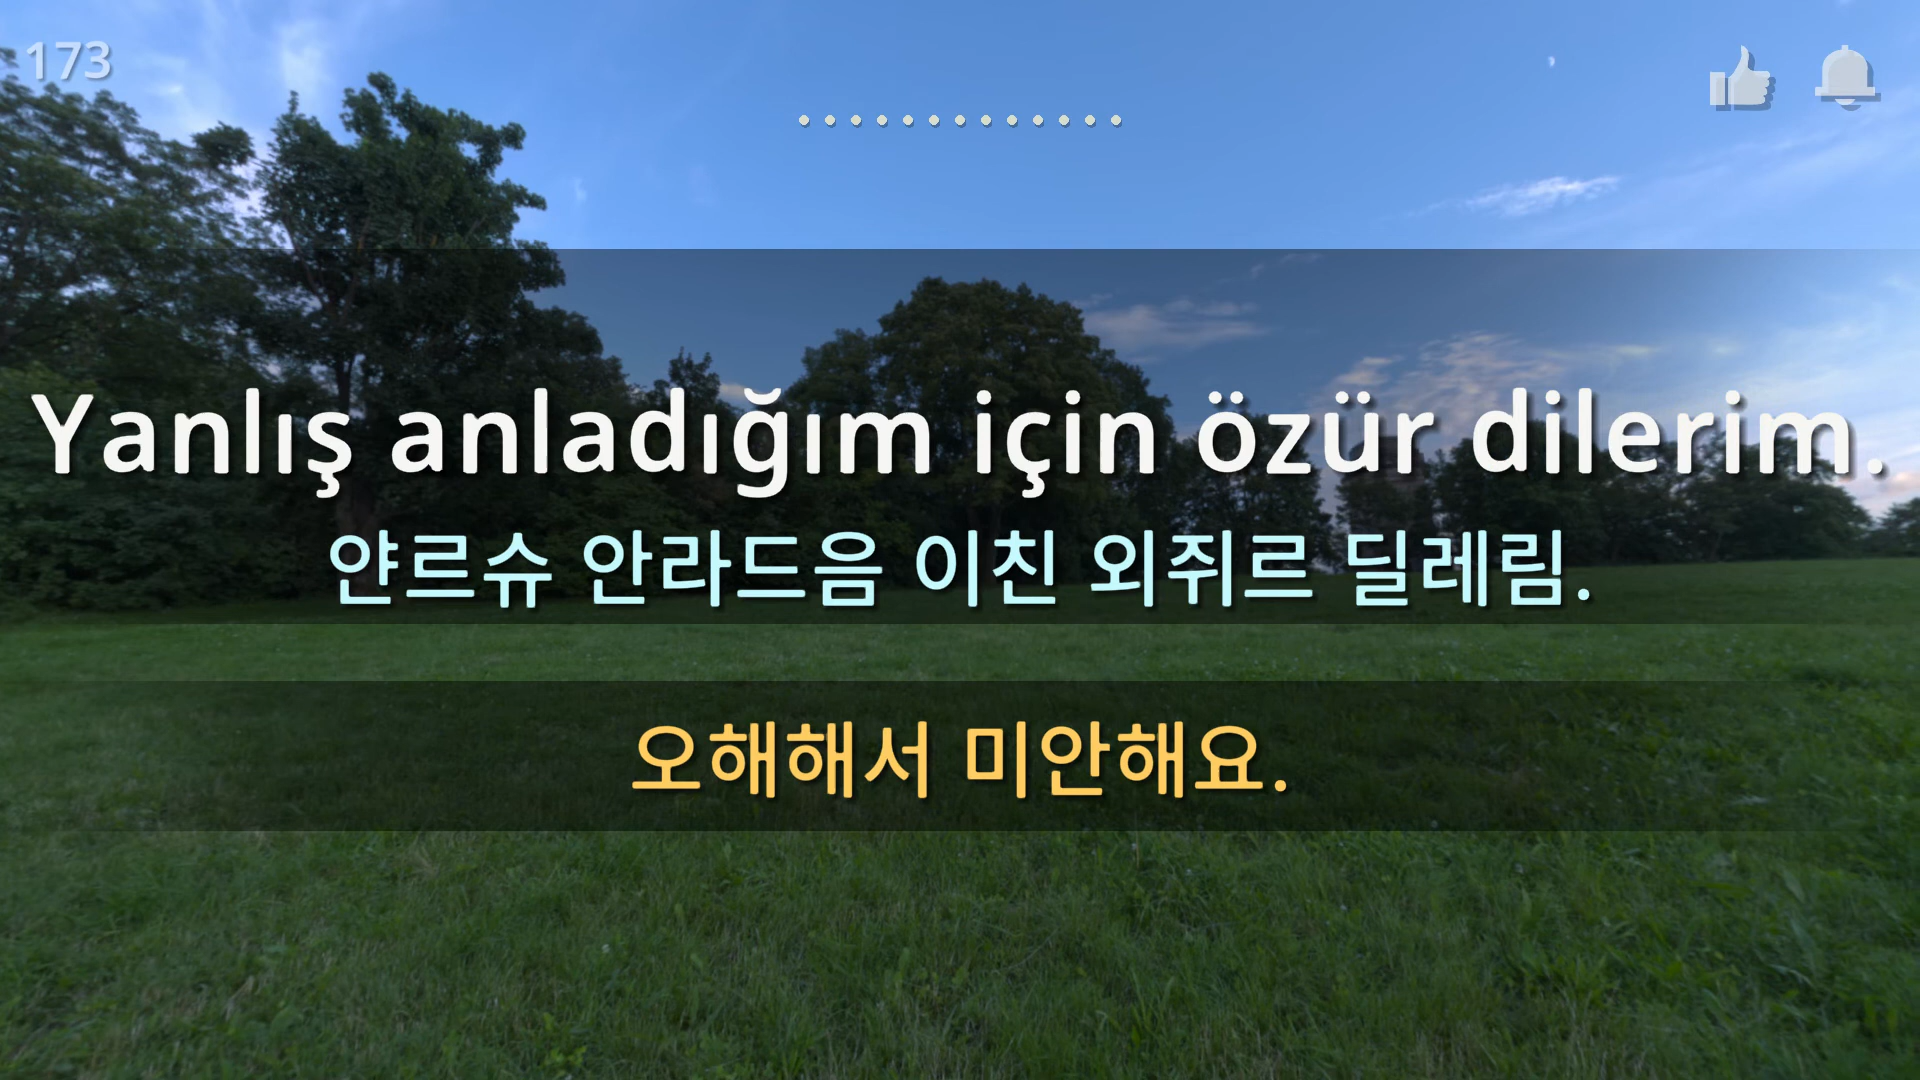 173
Yanlış anladığım için özür dilerim.
얀르슈 안라드음 이친 외쥐르 딜레림.
오해해서 미안해요.